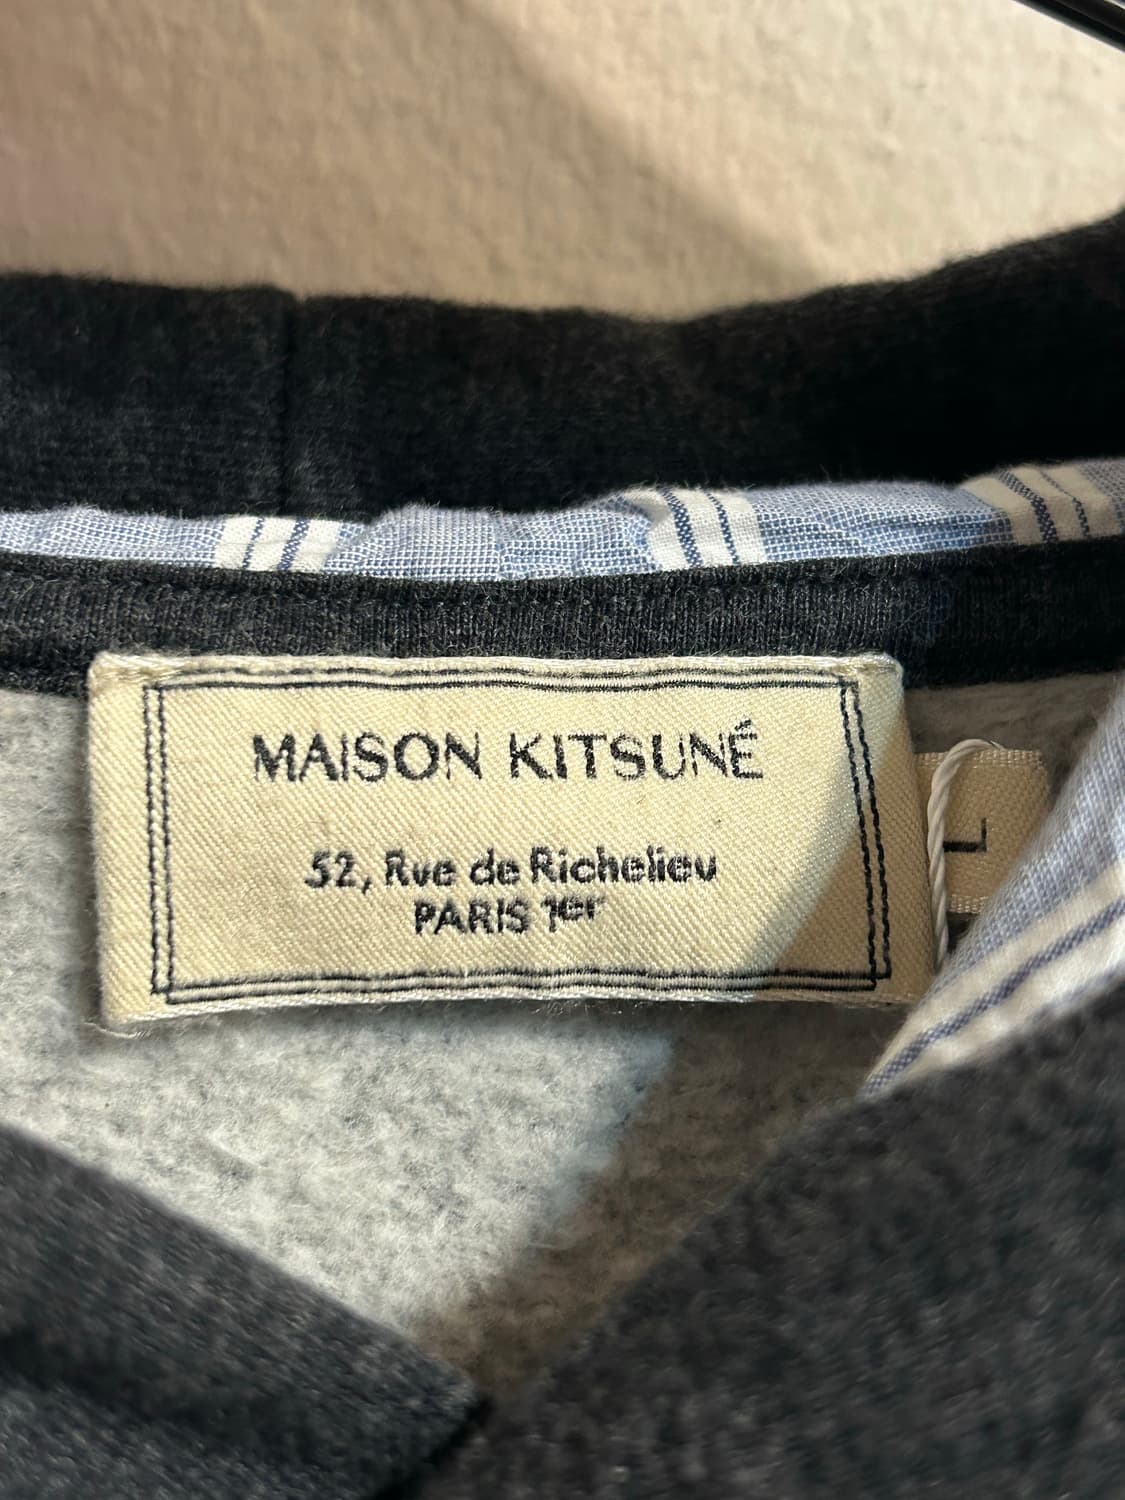 MAISON KITSUNÉ
52, Rue de Richelieu
PARIS 1er
L